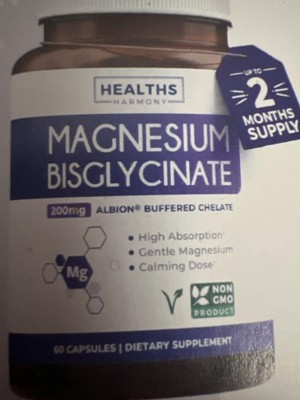 UP TO
2
MONTHS
SUPPLY
HEALTHS
HARMONY
MAGNESIUM
BISGLYCINATE
200mg ALBION® BUFFERED CHELATE
• High Absorption
• Gentle Magnesium
• Calming Dose
Mg
V
NON
GMO
PRODUCT
60 CAPSULES | DIETARY SUPPLEMENT